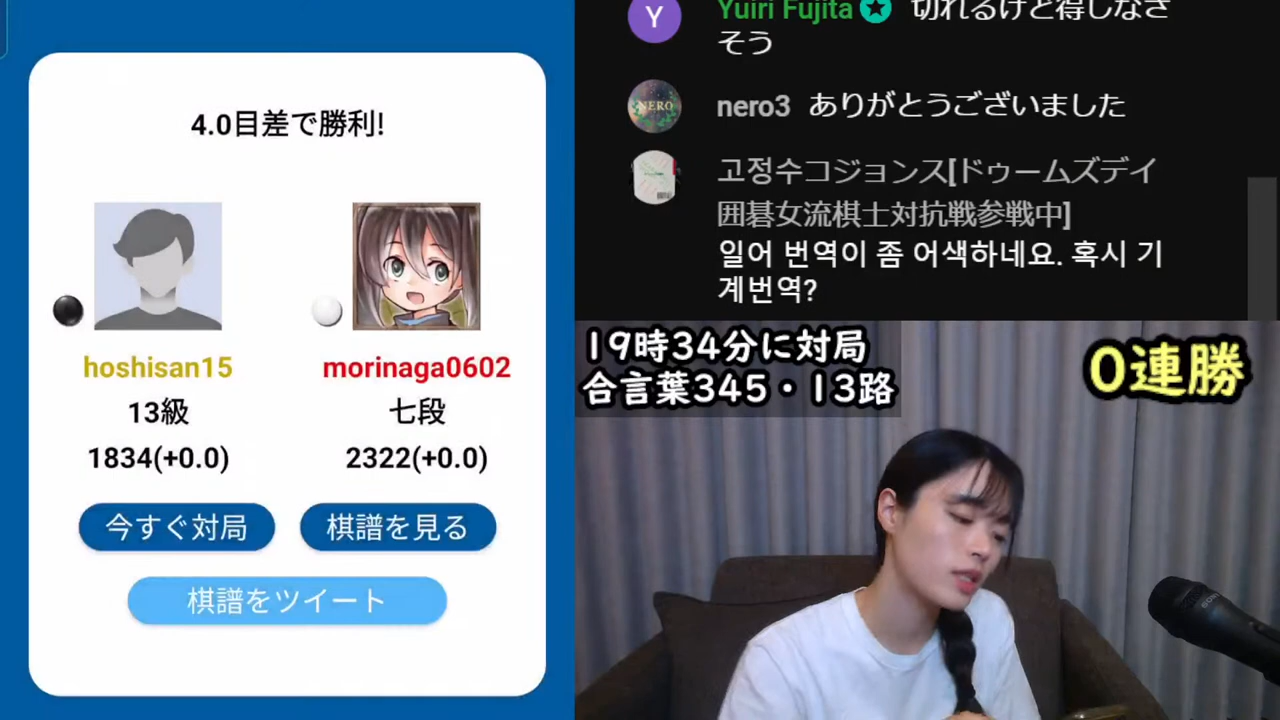 4.0目差で勝利!
hoshisan15
13級
1834(+0.0)
morinaga0602
七段
2322(+0.0)
今すぐ対局
棋譜を見る
棋譜をツイート
Y
Yuiri Fujita 切れるけど得しなさ
そう
NERO
nero3 ありがとうございました
고정수コジョンス[ドゥームズデイ
囲碁女流棋士対抗戦参戦中]
일어 번역이 좀 어색하네요. 혹시 기
계번역?
19時34分に対局
合言葉345・13路
0連勝